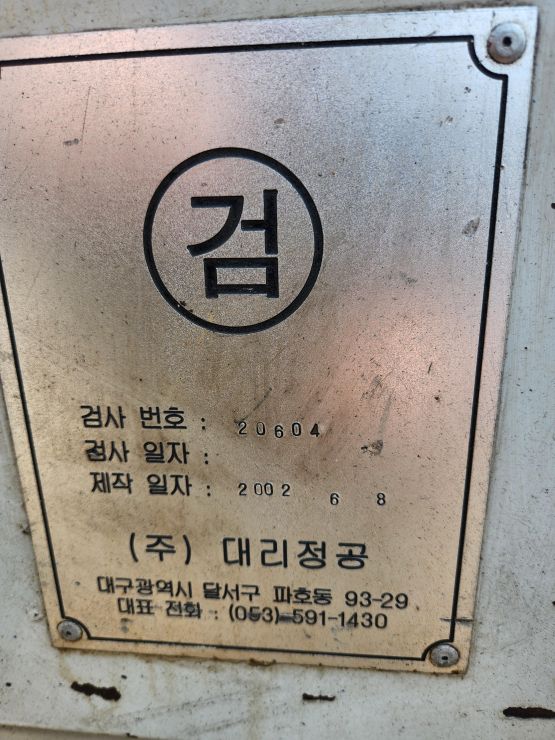 검
검사 번호 : 20604
검사 일자 :
제작 일자 : 2002 6 8
(주) 대리정공
대구광역시 달서구 파호동 93-29
대표 전화 : (053)-591-1430